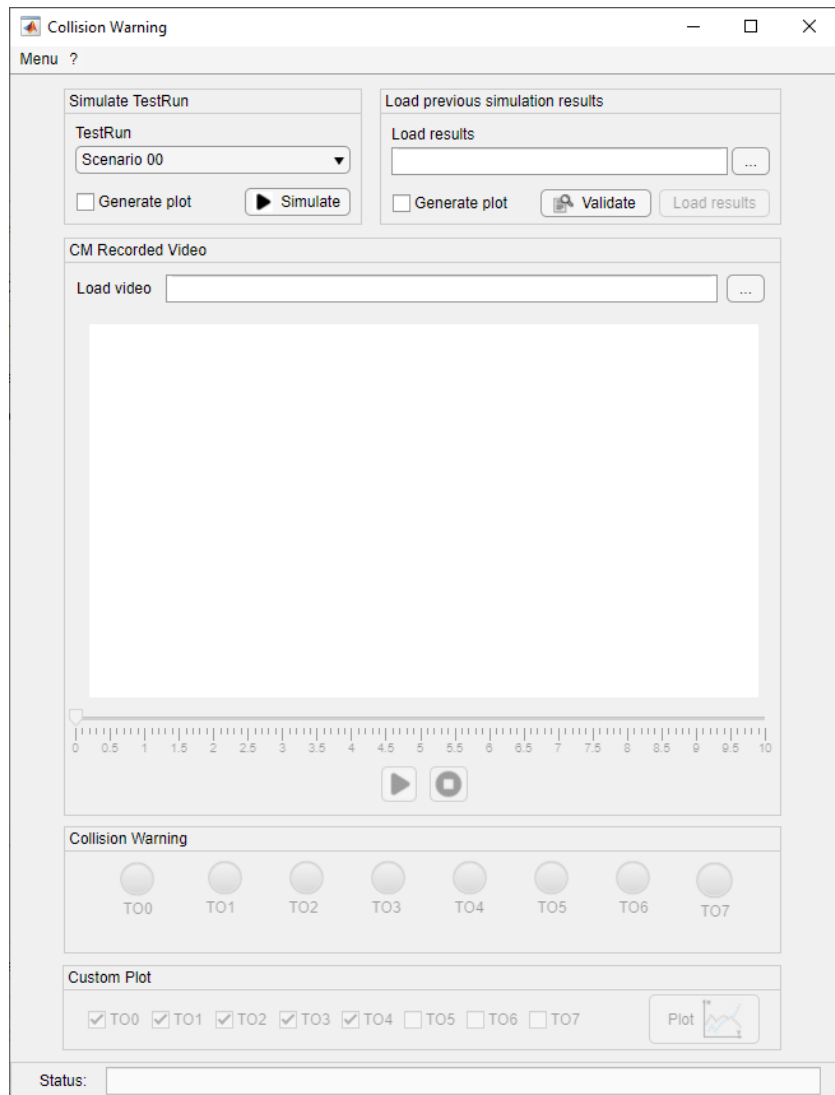 Collision Warning
Menu ?
Simulate TestRun
TestRun
Scenario 00
Generate plot
Simulate
Load previous simulation results
Load results
...
Generate plot
Validate
Load results
CM Recorded Video
Load video
...
0 0.5 1 1.5 2 2.5 3 3.5 4 4.5 5 5.5 6 6.5 7 7.5 8 8.5 9 9.5 10
Collision Warning
TO0 TO1 TO2 TO3 TO4 TO5 TO6 TO7
Custom Plot
TO0 TO1 TO2 TO3 TO4 TO5 TO6 TO7
Plot
Status: